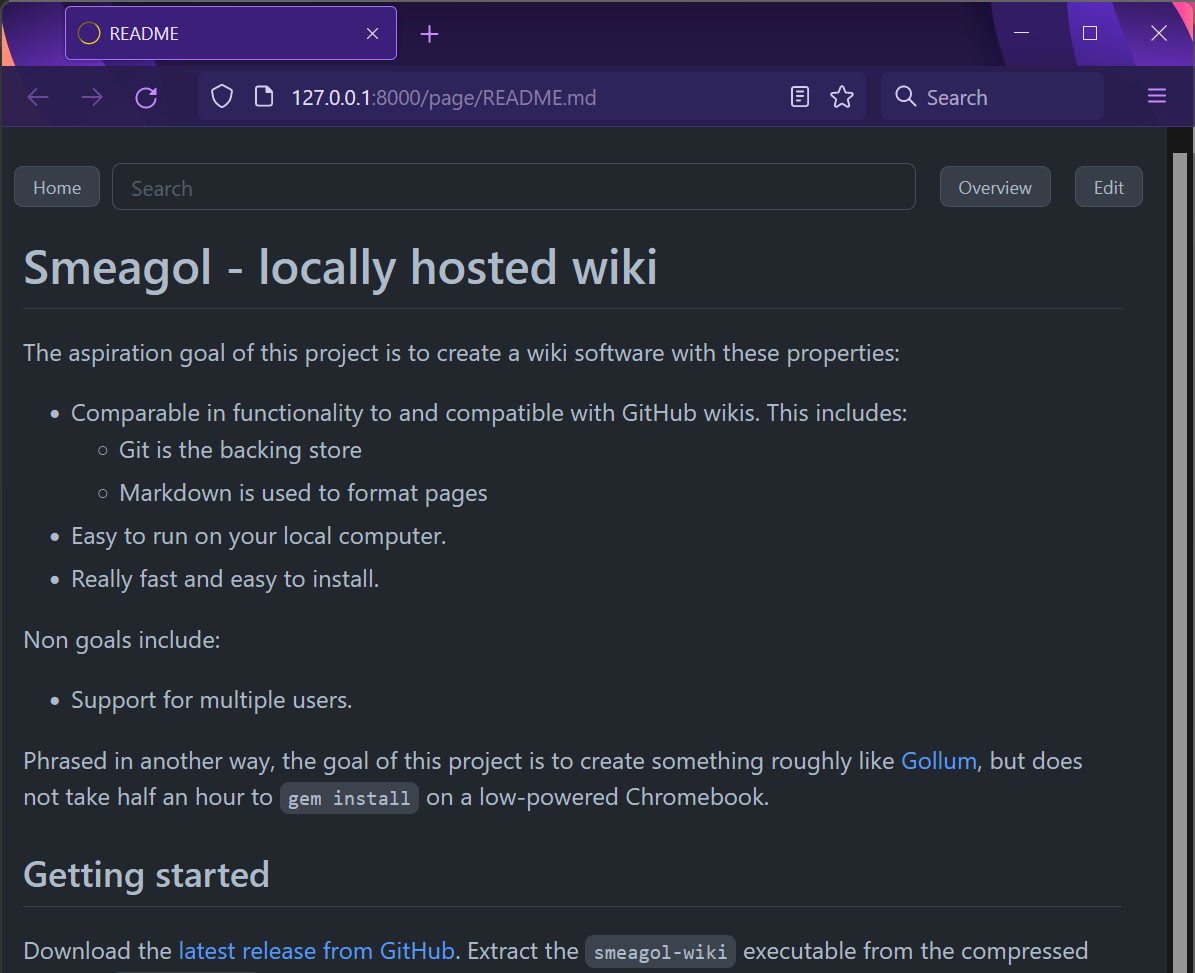 README
127.0.0.1:8000/page/README.md
Search
Home
Search
Overview
Edit
Smeagol - locally hosted wiki
The aspiration goal of this project is to create a wiki software with these properties:
Comparable in functionality to and compatible with GitHub wikis. This includes:
Git is the backing store
Markdown is used to format pages
Easy to run on your local computer.
Really fast and easy to install.
Non goals include:
Support for multiple users.
Phrased in another way, the goal of this project is to create something roughly like Gollum, but does
not take half an hour to gem install on a low-powered Chromebook.
Getting started
Download the latest release from GitHub. Extract the smeagol-wiki executable from the compressed